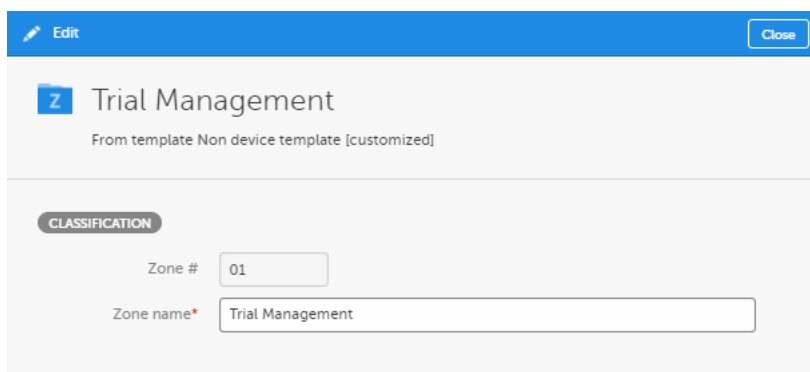 Edit
Close
Z
Trial Management
From template Non device template [customized]
CLASSIFICATION
Zone # 01
Zone name* Trial Management